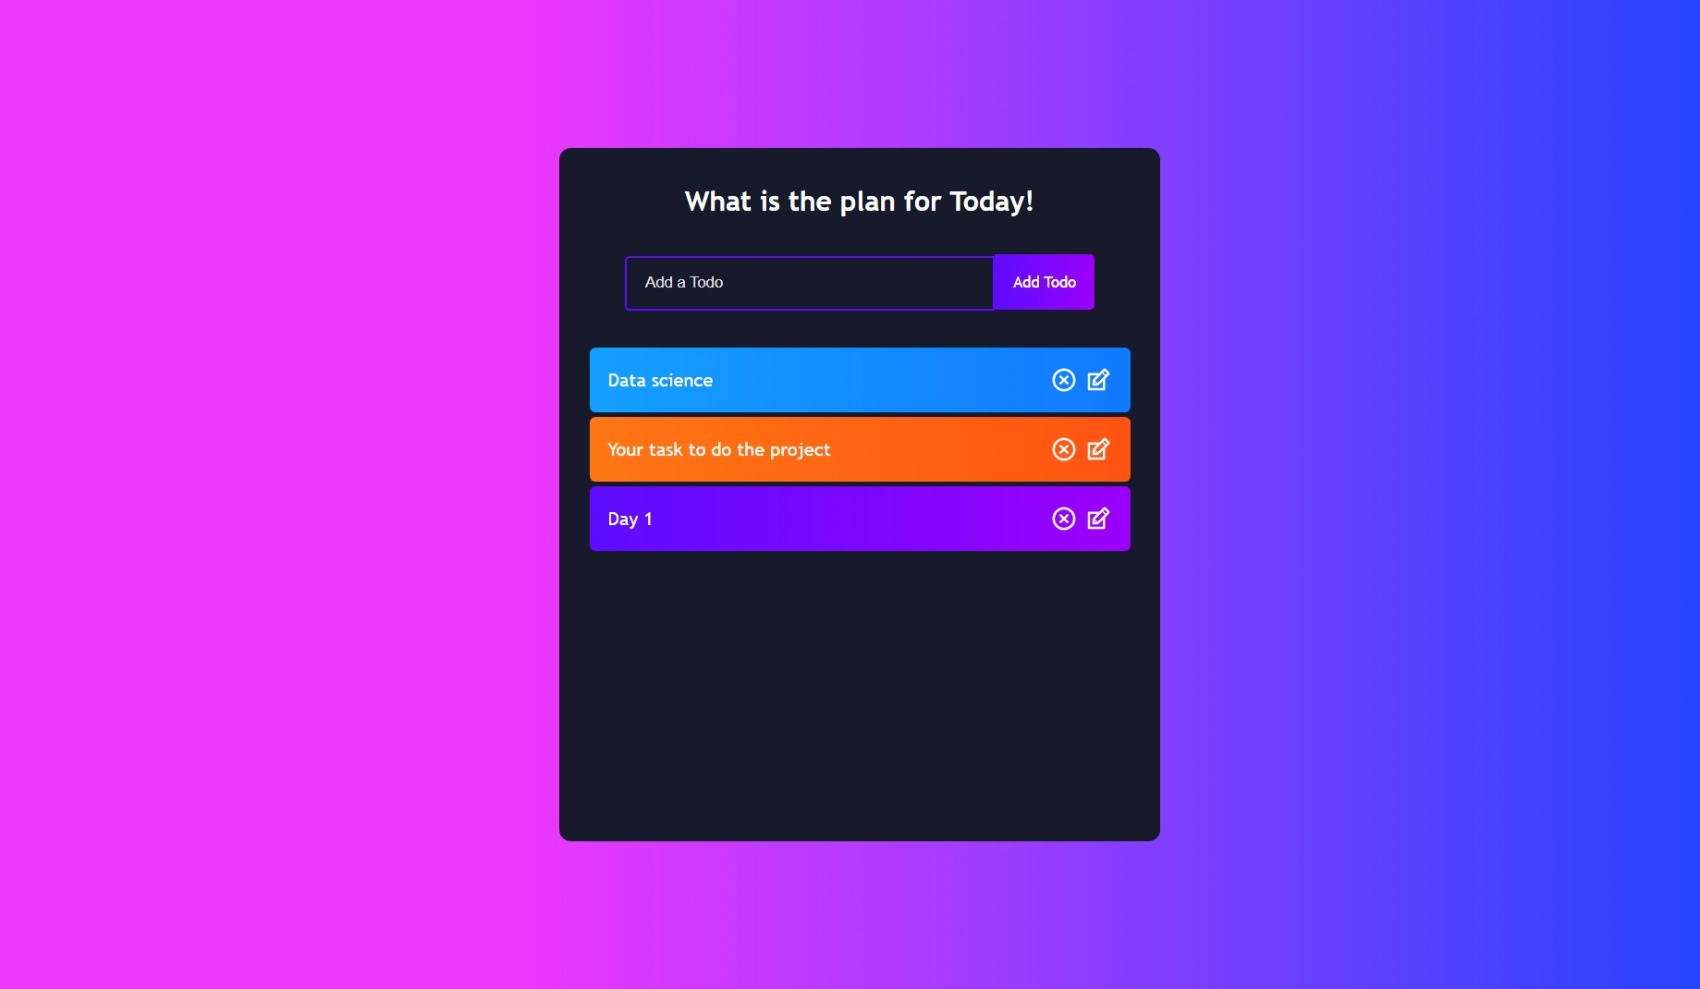 What is the plan for Today!
Add a Todo
Add Todo
Data science
Your task to do the project
Day 1